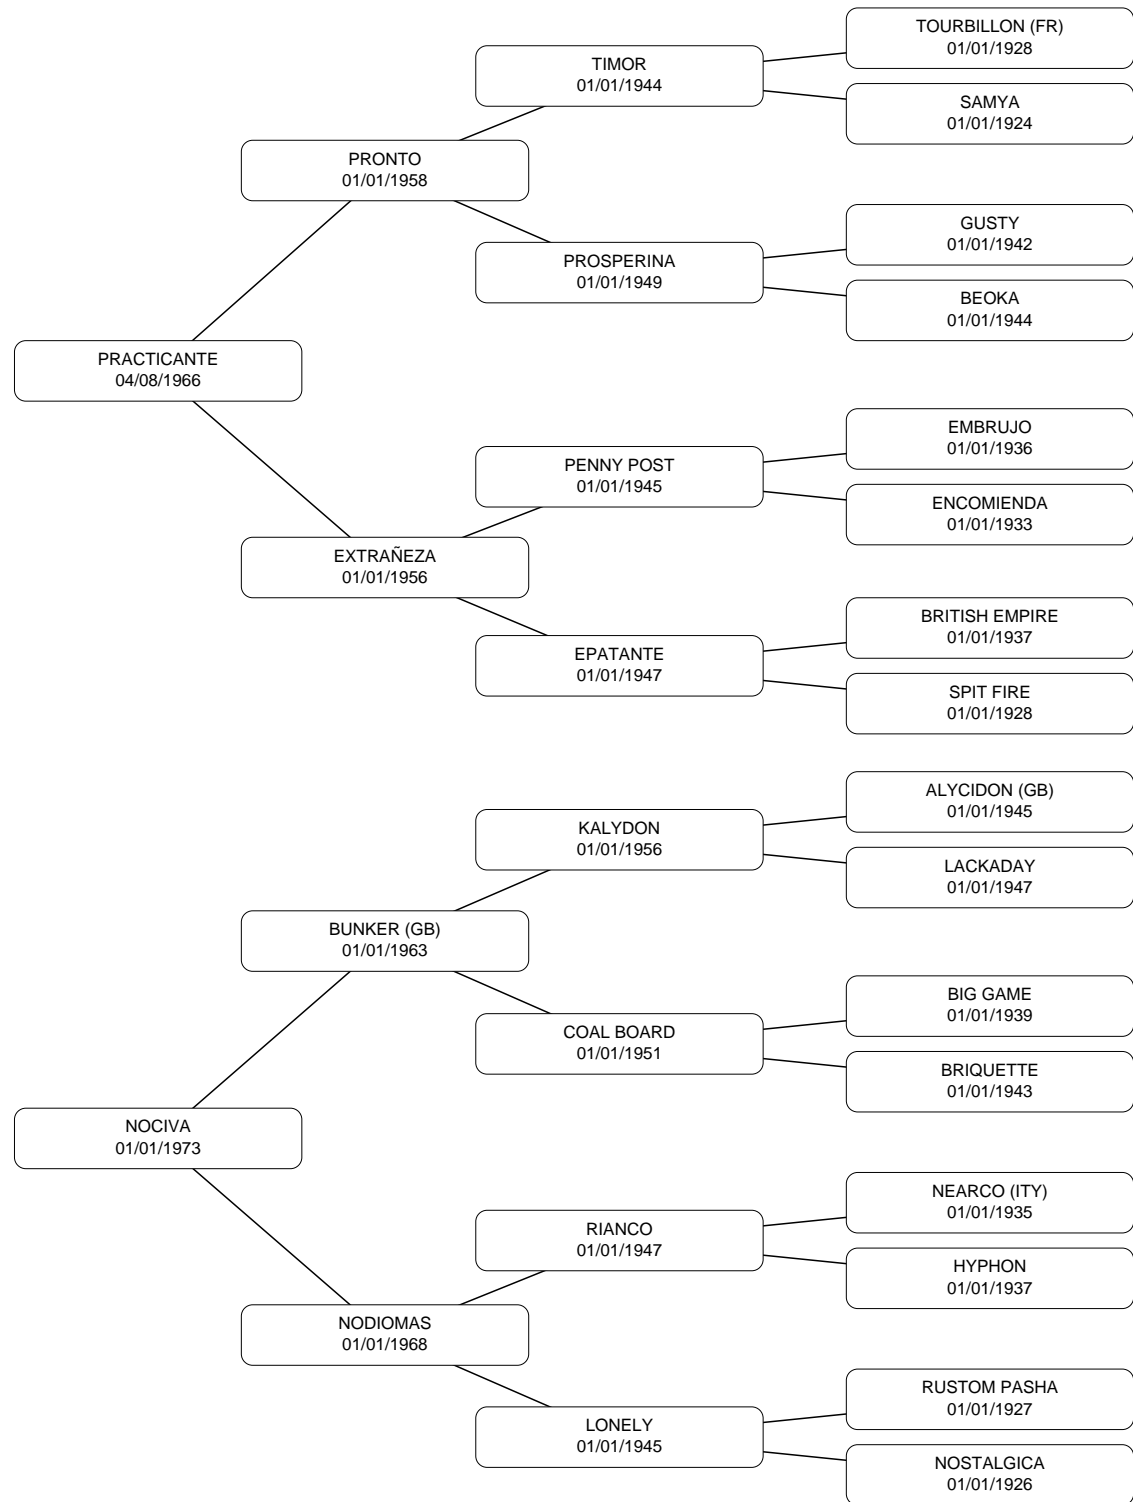 TOURBILLON (FR)
01/01/1928
TIMOR
01/01/1944
SAMYA
01/01/1924
PRONTO
01/01/1958
GUSTY
01/01/1942
PROSPERINA
01/01/1949
BEOKA
01/01/1944
PRACTICANTE
04/08/1966
EMBRUJO
01/01/1936
PENNY POST
01/01/1945
ENCOMIENDA
01/01/1933
EXTRAÑEZA
01/01/1956
BRITISH EMPIRE
01/01/1937
EPATANTE
01/01/1947
SPIT FIRE
01/01/1928
ALYCIDON (GB)
01/01/1945
KALYDON
01/01/1956
LACKADAY
01/01/1947
BUNKER (GB)
01/01/1963
BIG GAME
01/01/1939
COAL BOARD
01/01/1951
BRIQUETTE
01/01/1943
NOCIVA
01/01/1973
NEARCO (ITY)
01/01/1935
RIANCO
01/01/1947
HYPHON
01/01/1937
NODIOMAS
01/01/1968
RUSTOM PASHA
01/01/1927
LONELY
01/01/1945
NOSTALGICA
01/01/1926